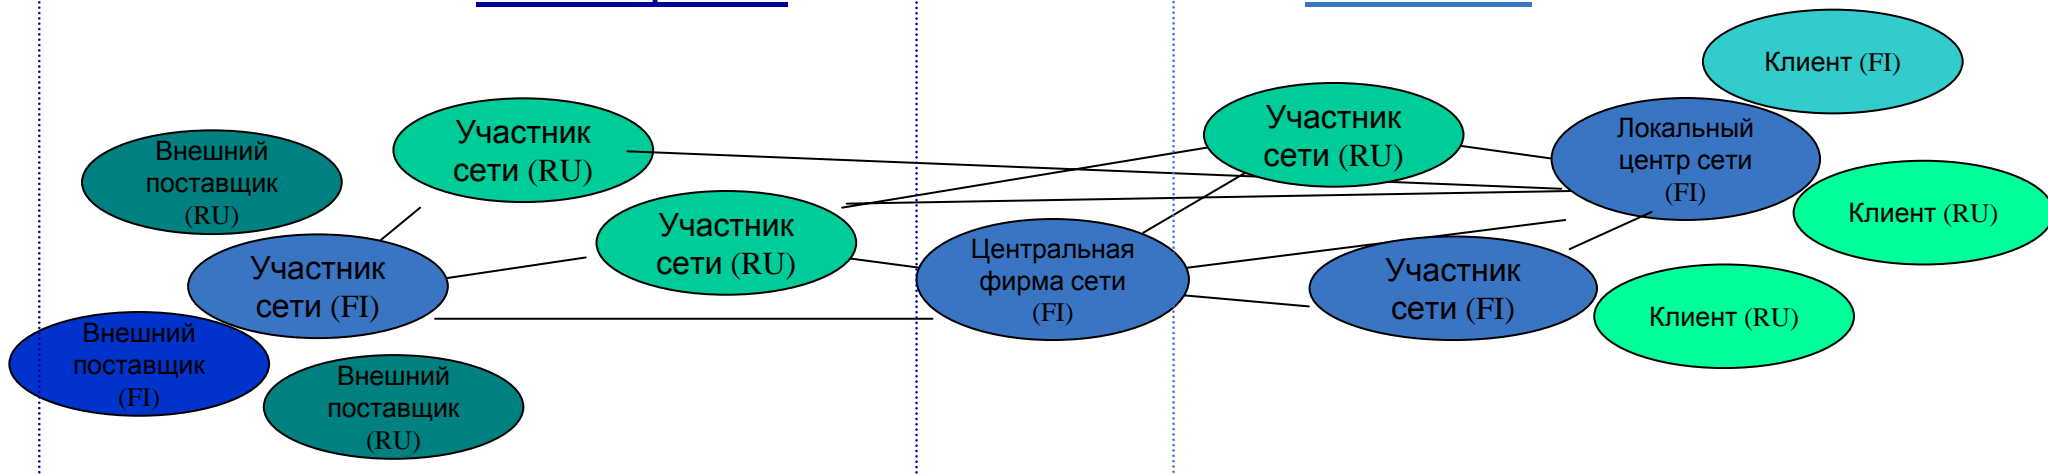 Клиент (FI)
Участник
сети (RU)
Участник
сети (RU)
Локальный
центр сети
(FI)
Внешний
поставщик
(RU)
Клиент (RU)
Участник
сети (RU)
Центральная
фирма сети
(FI)
Участник
сети (FI)
Участник
сети (FI)
Клиент (RU)
Внешний
поставщик
(FI)
Внешний
поставщик
(RU)